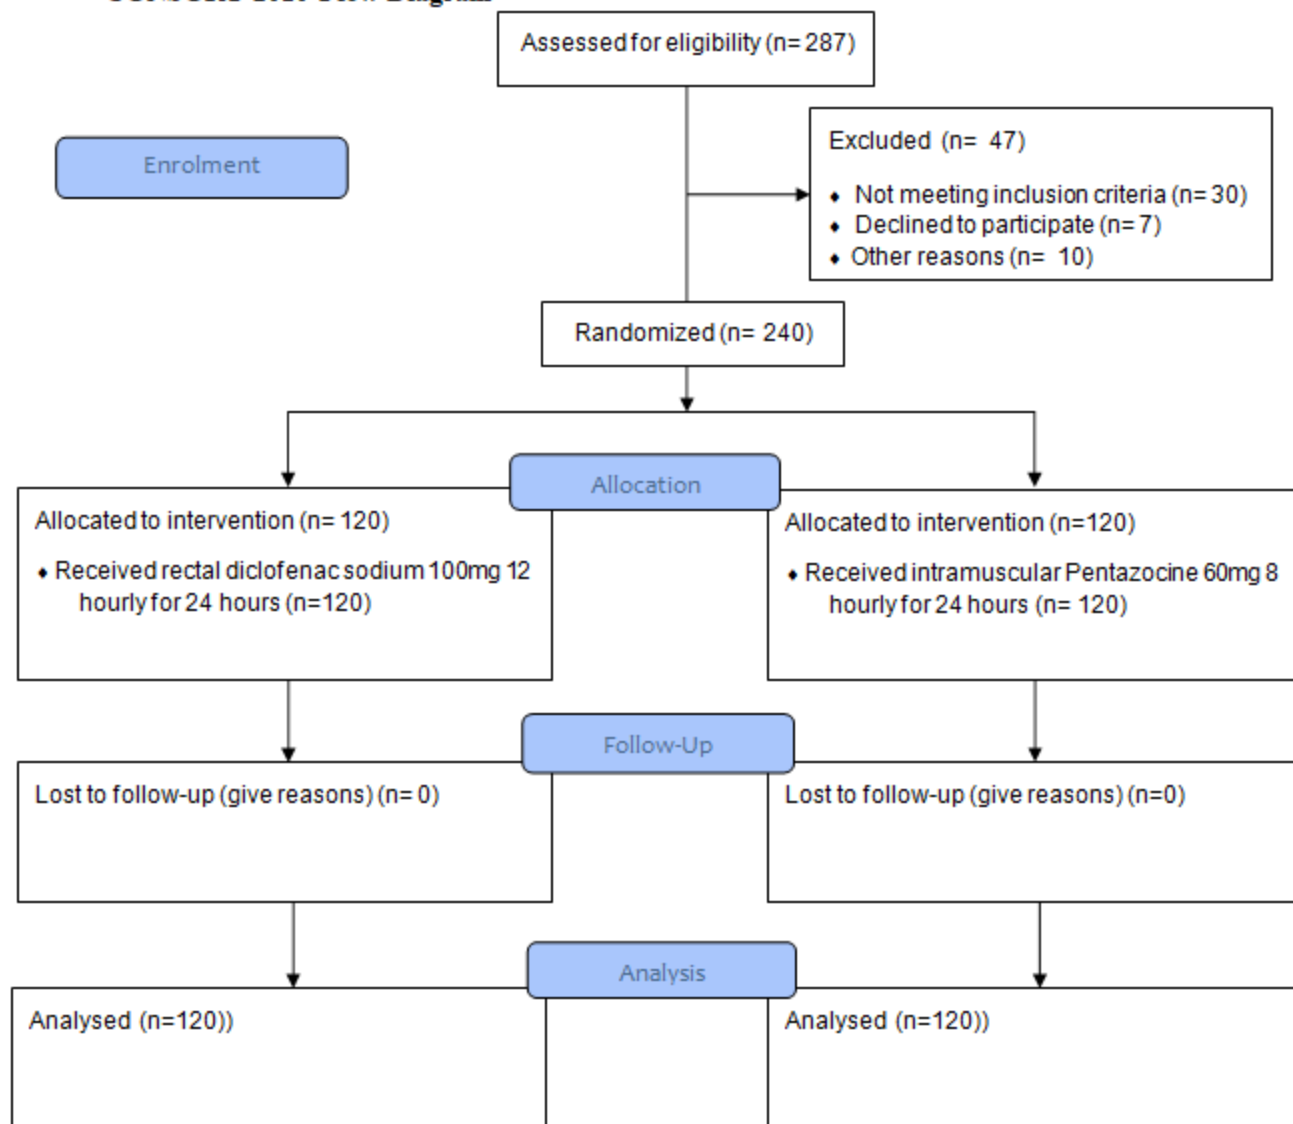 Assessed for eligibility (n= 287)
Enrolment
Excluded (n= 47)
♦ Not meeting inclusion criteria (n= 30)
♦ Declined to participate (n= 7)
♦ Other reasons (n= 10)
Randomized (n= 240)
Allocation
Allocated to intervention (n= 120)
♦ Received rectal diclofenac sodium 100mg 12
hourly for 24 hours (n=120)
Allocated to intervention (n=120)
♦ Received intramuscular Pentazocine 60mg 8
hourly for 24 hours (n= 120)
Follow-Up
Lost to follow-up (give reasons) (n= 0)
Lost to follow-up (give reasons) (n=0)
Analysis
Analysed (n=120))
Analysed (n=120))